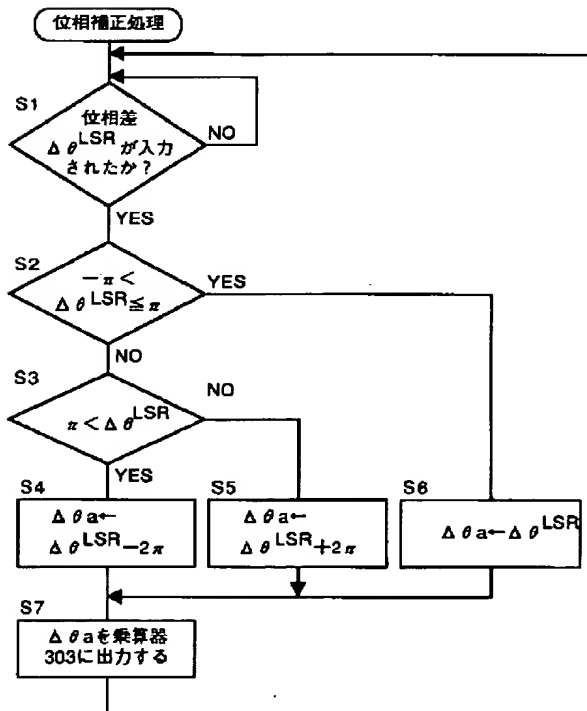 位相補正処理
S1
位相差
Δθ^LSR が入力
されたか？
NO
YES
S2
－π＜
Δθ^LSR≦π
YES
NO
S3
π＜Δθ^LSR
NO
YES
S4
Δθa←
Δθ^LSR－2π
S5
Δθa←
Δθ^LSR＋2π
S6
Δθa←Δθ^LSR
S7
Δθaを乗算器
303に出力する